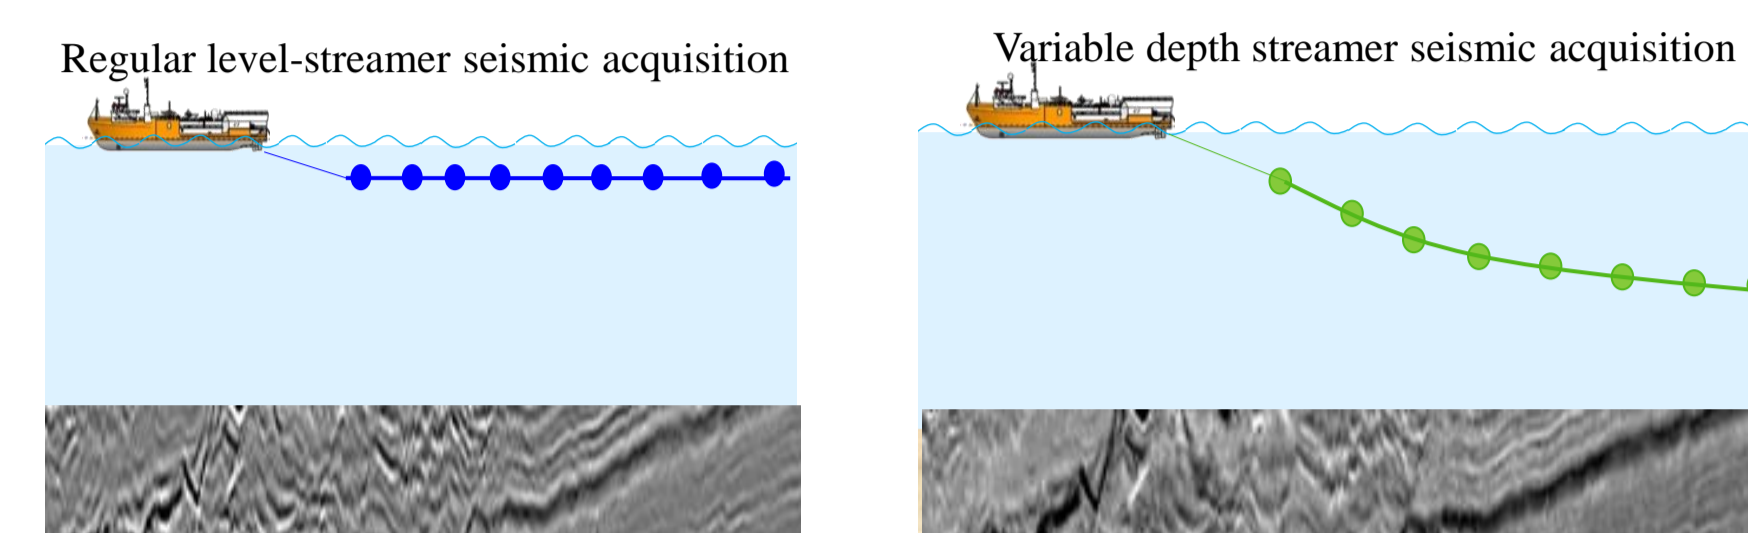 Regular level-streamer seismic acquisition
Variable depth streamer seismic acquisition